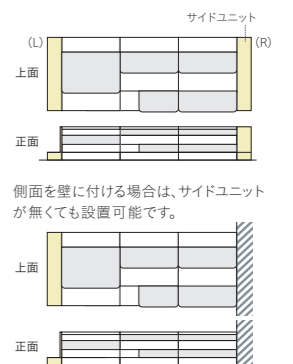 サイドユニット
(L)
(R)
上面
正面
側面を壁に付ける場合は、サイドユニット
が無くても設置可能です。
上面
正面